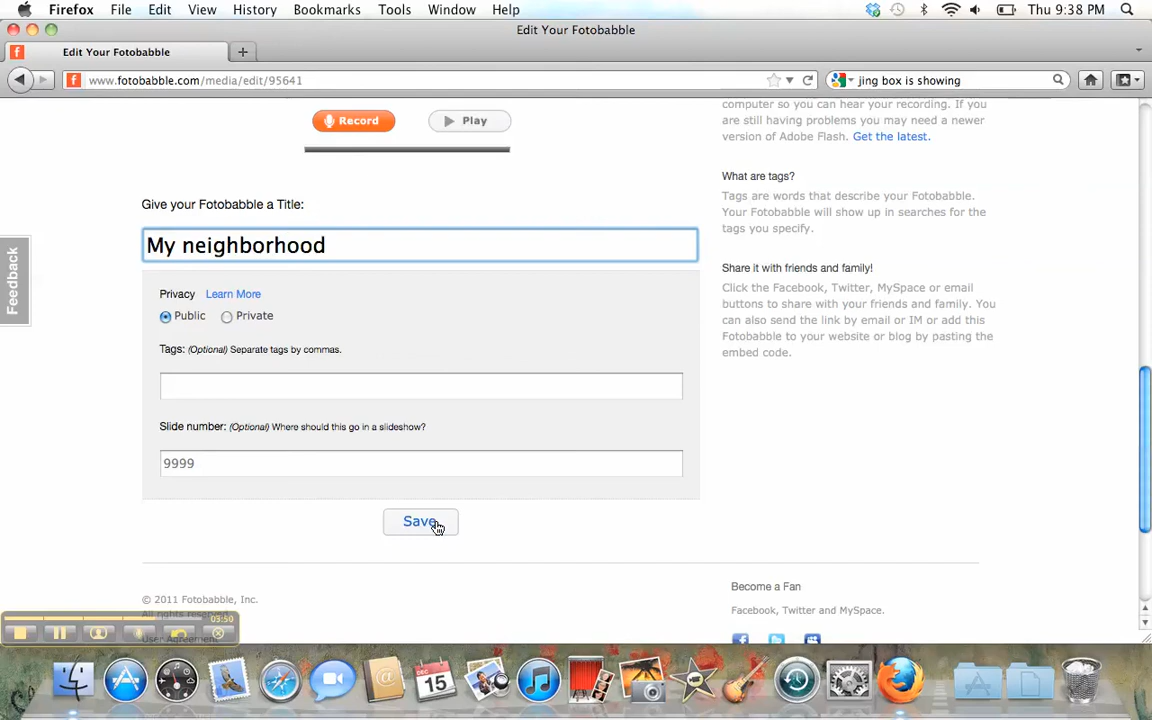 Firefox File Edit View History Bookmarks Tools Window Help Thu 9:38 PM
Edit Your Fotobabble
f Edit Your Fotobabble +
f www.fotobabble.com/media/edit/95641 jing box is showing
computer so you can hear your recording. If you
Record Play
are still having problems you may need a newer
version of Adobe Flash. Get the latest.
What are tags?
Tags are words that describe your Fotobabble.
Your Fotobabble will show up in searches for the
tags you specify.
Give your Fotobabble a Title:
My neighborhood
Feedback
Share it with friends and family!
Click the Facebook, Twitter, MySpace or email
buttons to share with your friends and family. You
can also send the link by email or IM or add this
Fotobabble to your website or blog by pasting the
embed code.
Privacy Learn More
Public Private
Tags: (Optional) Separate tags by commas.
Slide number: (Optional) Where should this go in a slideshow?
9999
Save
Become a Fan
© 2011 Fotobabble, Inc.
Facebook, Twitter and MySpace.
All rights reserved.
03:50
User Agreement
DEC
15